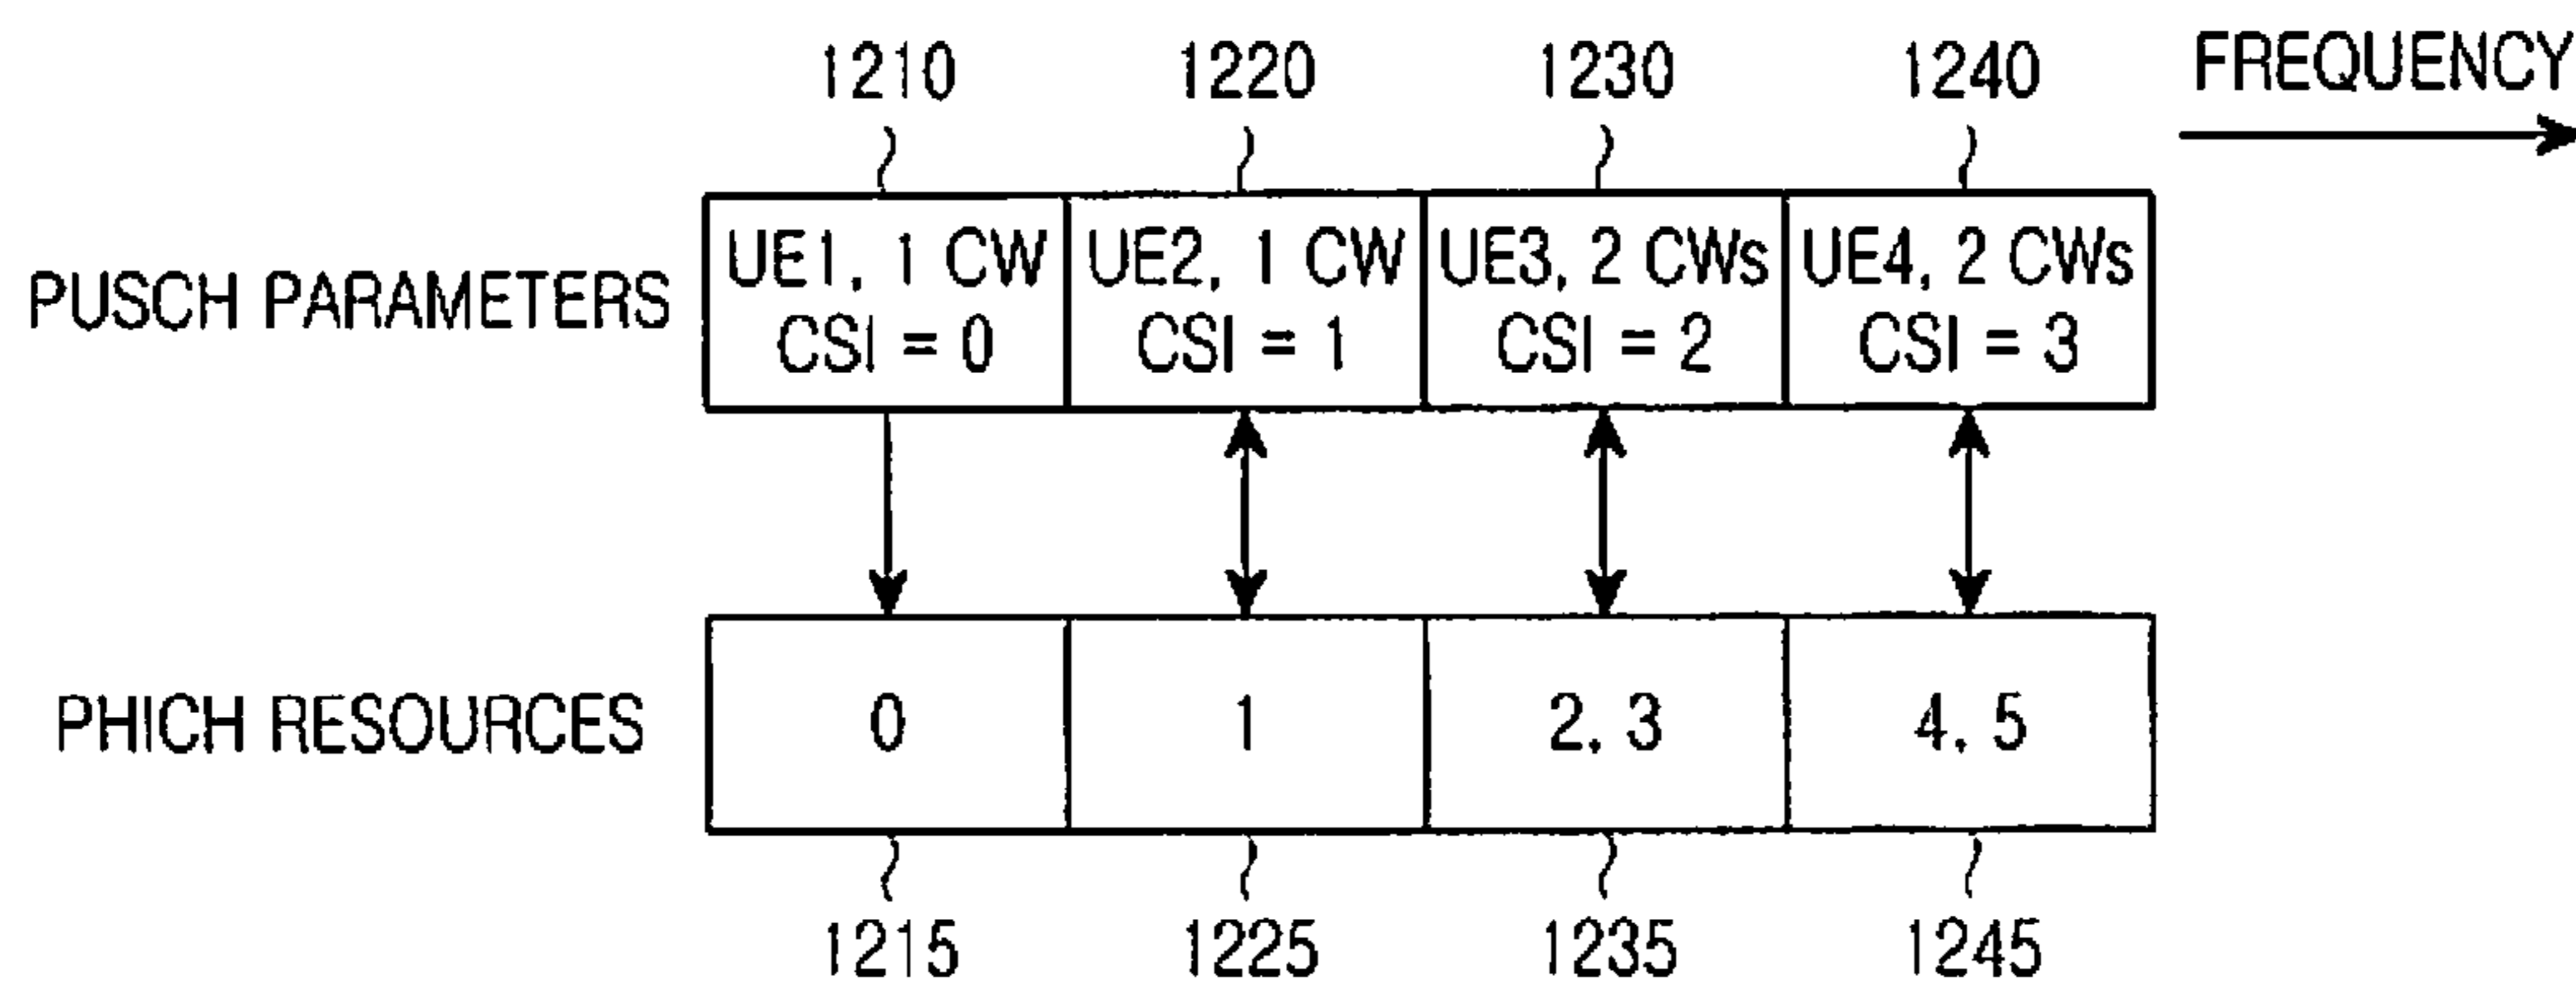 1210 1220 1230 1240 FREQUENCY
PUSCH PARAMETERS
UE1, 1 CW
CSI = 0
UE2, 1 CW
CSI = 1
UE3, 2 CWs
CSI = 2
UE4, 2 CWs
CSI = 3
PHICH RESOURCES 0 1 2, 3 4, 5
1215 1225 1235 1245